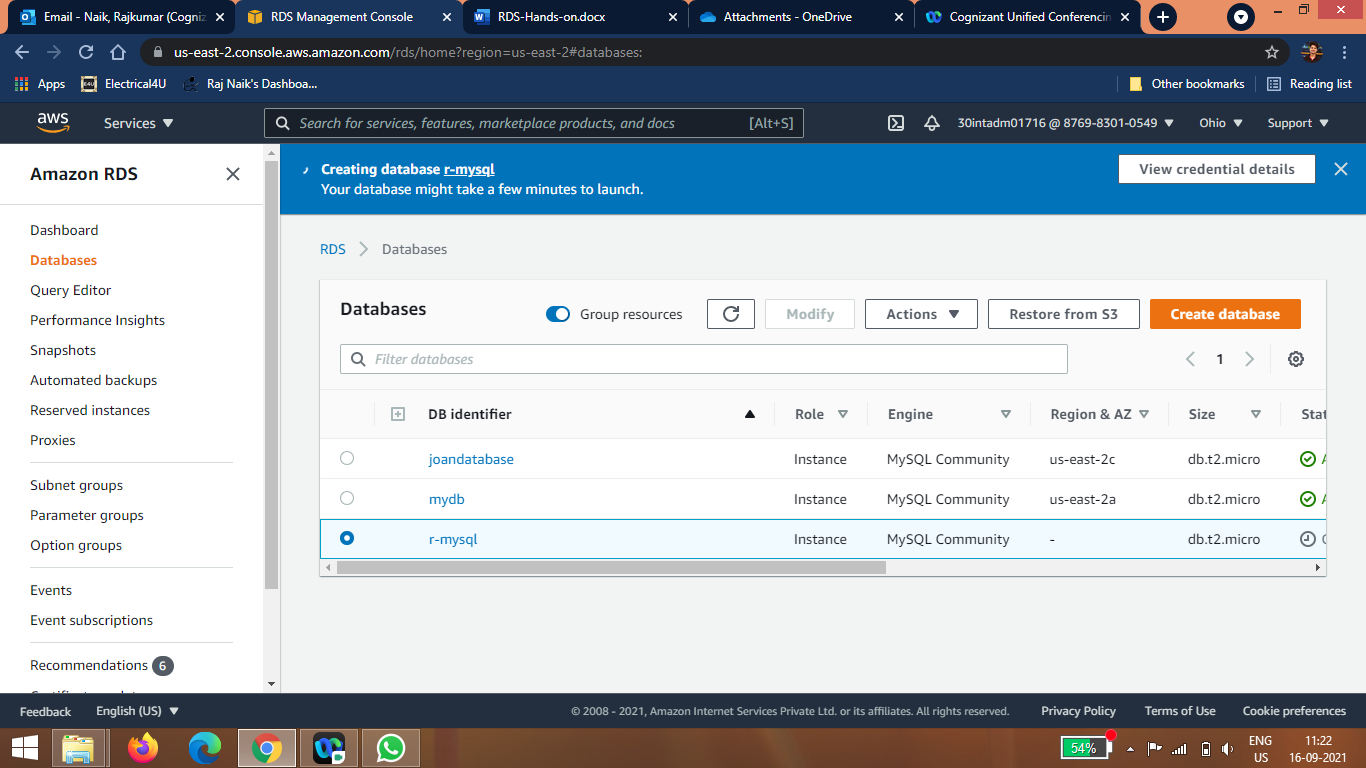 Email - Naik, Rajkumar (Cogniz
RDS Management Console
RDS-Hands-on.docx
Attachments - OneDrive
Cognizant Unified Conferencin
us-east-2.console.aws.amazon.com/rds/home?region=us-east-2#databases:
Apps
Electrical4U
Raj Naik's Dashboa...
Other bookmarks
Reading list
aws
Services
Search for services, features, marketplace products, and docs
[Alt+S]
30intadm01716 @ 8769-8301-0549
Ohio
Support
Amazon RDS
Dashboard
Databases
Query Editor
Performance Insights
Snapshots
Automated backups
Reserved instances
Proxies
Subnet groups
Parameter groups
Option groups
Events
Event subscriptions
Recommendations 6
Creating database r-mysql
Your database might take a few minutes to launch.
View credential details
RDS
Databases
Databases
Group resources
Modify
Actions
Restore from S3
Create database
Filter databases
1
DB identifier Role Engine Region & AZ Size Stat
joandatabase Instance MySQL Community us-east-2c db.t2.micro
mydb Instance MySQL Community us-east-2a db.t2.micro
r-mysql Instance MySQL Community - db.t2.micro
Feedback
English (US)
© 2008 - 2021, Amazon Internet Services Private Ltd. or its affiliates. All rights reserved.
Privacy Policy
Terms of Use
Cookie preferences
54%
ENG
US
11:22
16-09-2021